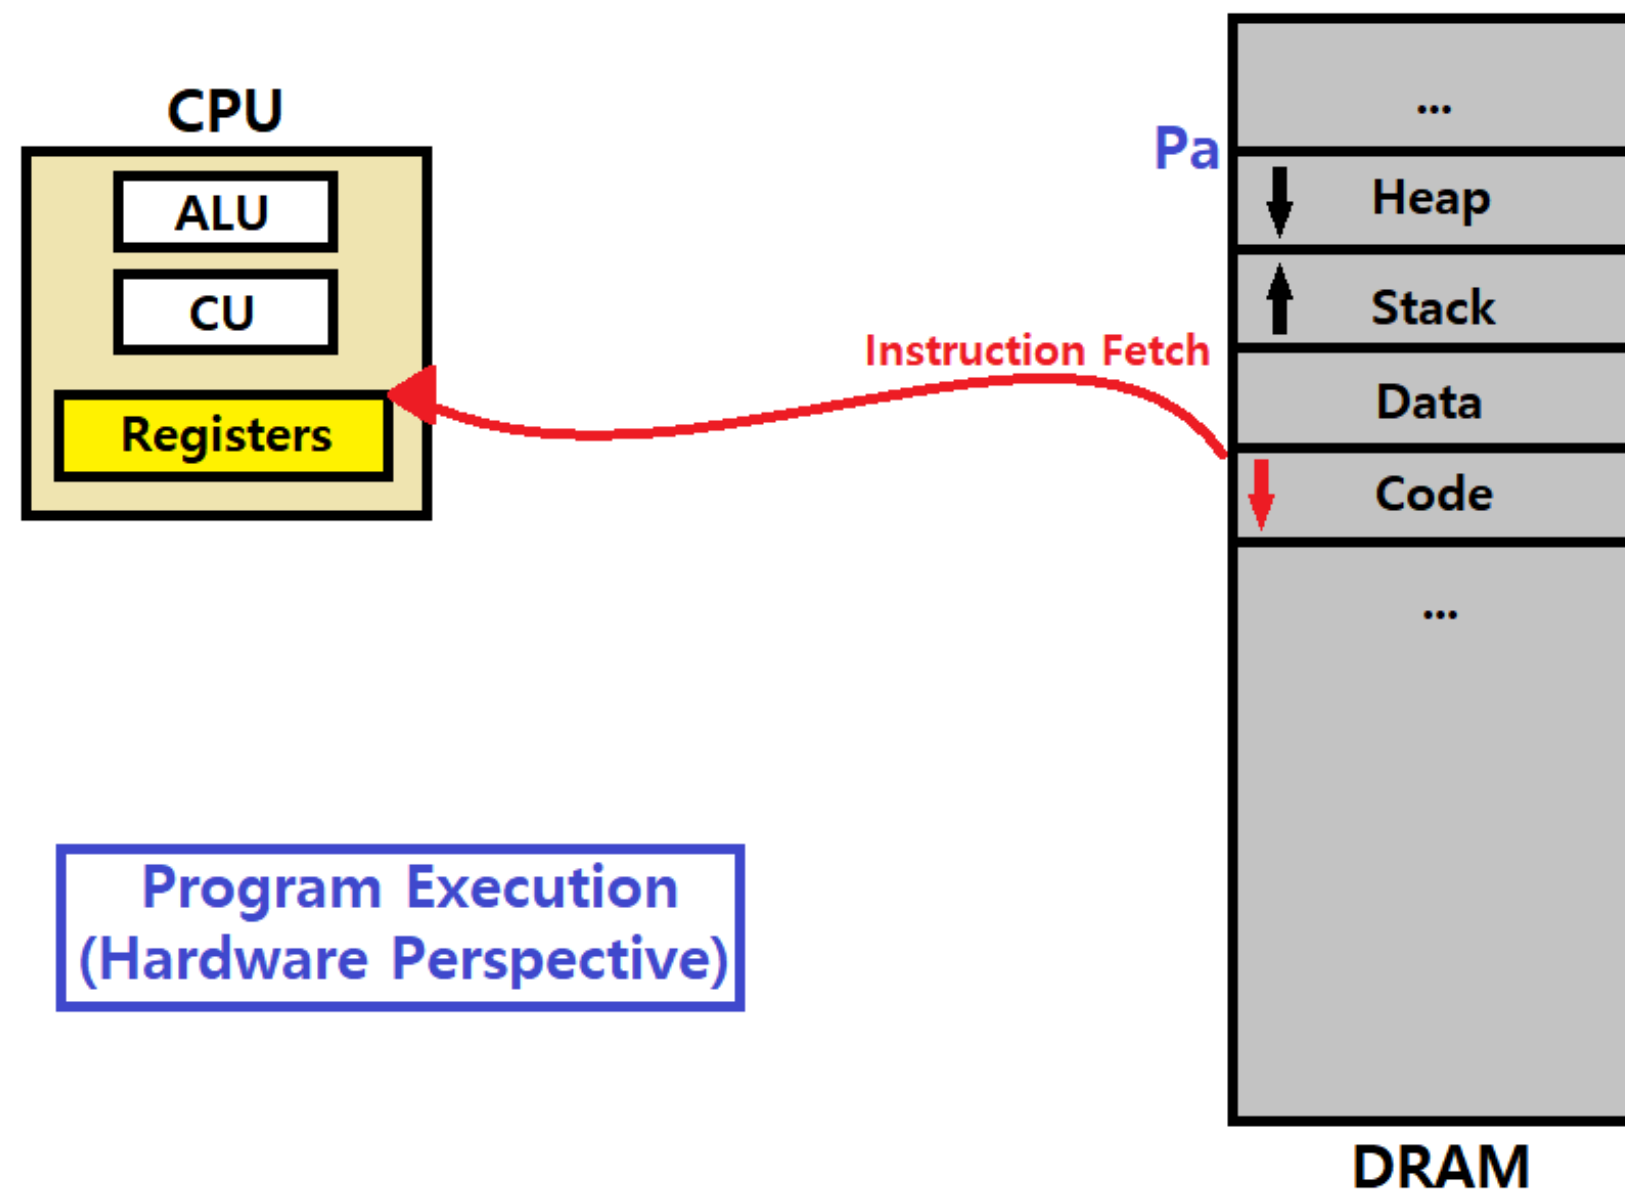 CPU
ALU
CU
Registers
Instruction Fetch
Pa
...
Heap
Stack
Data
Code
...
DRAM
Program Execution
(Hardware Perspective)